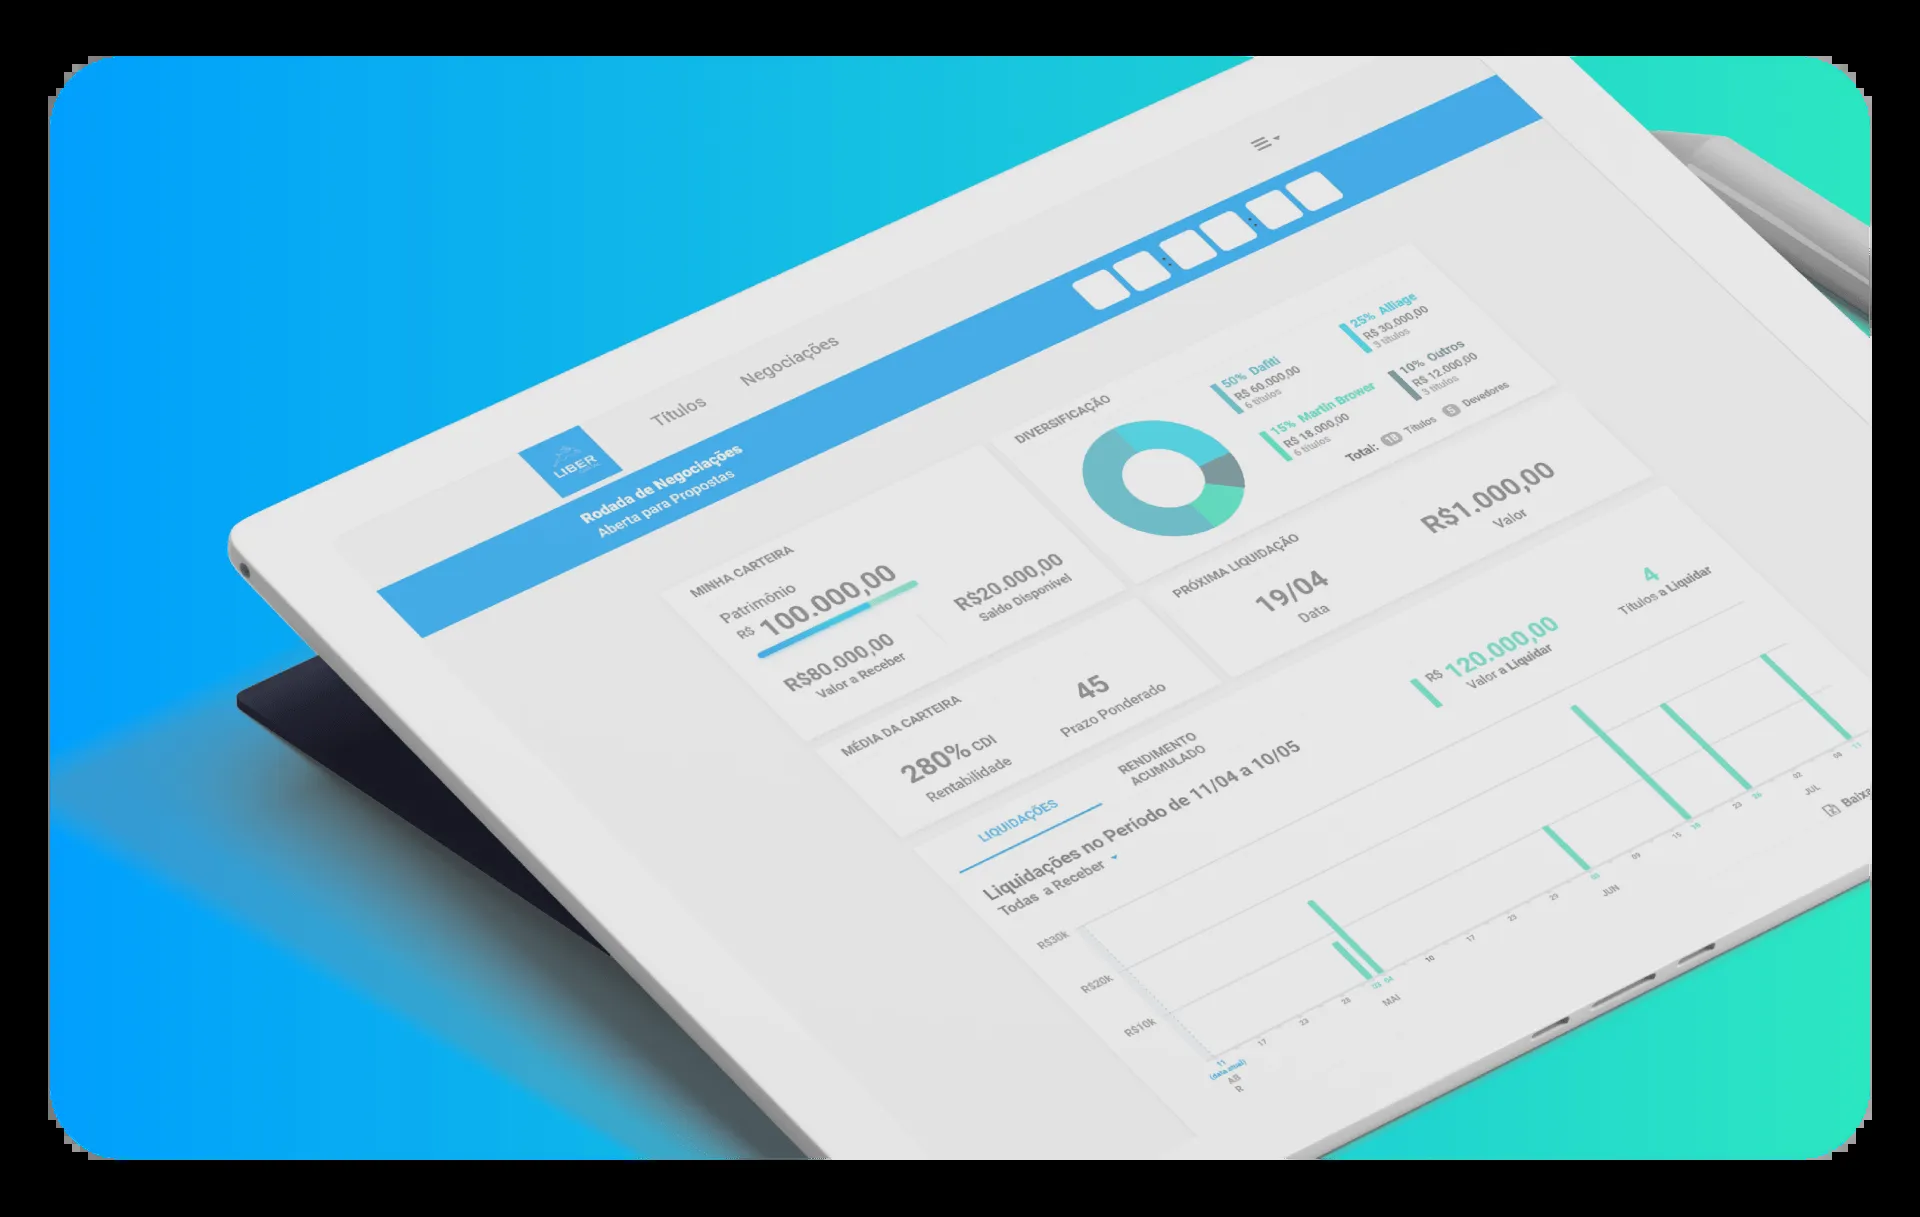 Títulos
Negociações
LIBER
Rodada de Negociações
Aberta para Propostas
MINHA CARTEIRA
Patrimônio
R$ 100.000,00
R$80.000,00
Valor a Receber
R$20.000,00
Saldo Disponível
DIVERSIFICAÇÃO
50% Dafiti
R$ 60.000,00
6 títulos
25% Alliage
R$ 30.000,00
3 títulos
15% Martin Brower
R$ 18.000,00
6 títulos
10% Outros
R$ 12.000,00
3 títulos
Total: 18 Títulos 5 Devedores
MÉDIA DA CARTEIRA
280% CDI
Rentabilidade
45
Prazo Ponderado
PRÓXIMA LIQUIDAÇÃO
19/04
Data
R$1.000,00
Valor
LIQUIDAÇÕES
RENDIMENTO
ACUMULADO
Liquidações no Período de 11/04 a 10/05
Todas a Receber
R$ 120.000,00
Valor a Liquidar
4
Títulos a Liquidar
R$30k
R$20k
R$10k
11
(data atual)
AB
R
17
23
28
04
MAI
10
17
23
29
JUN
09
15
23
02
JUL
08
11